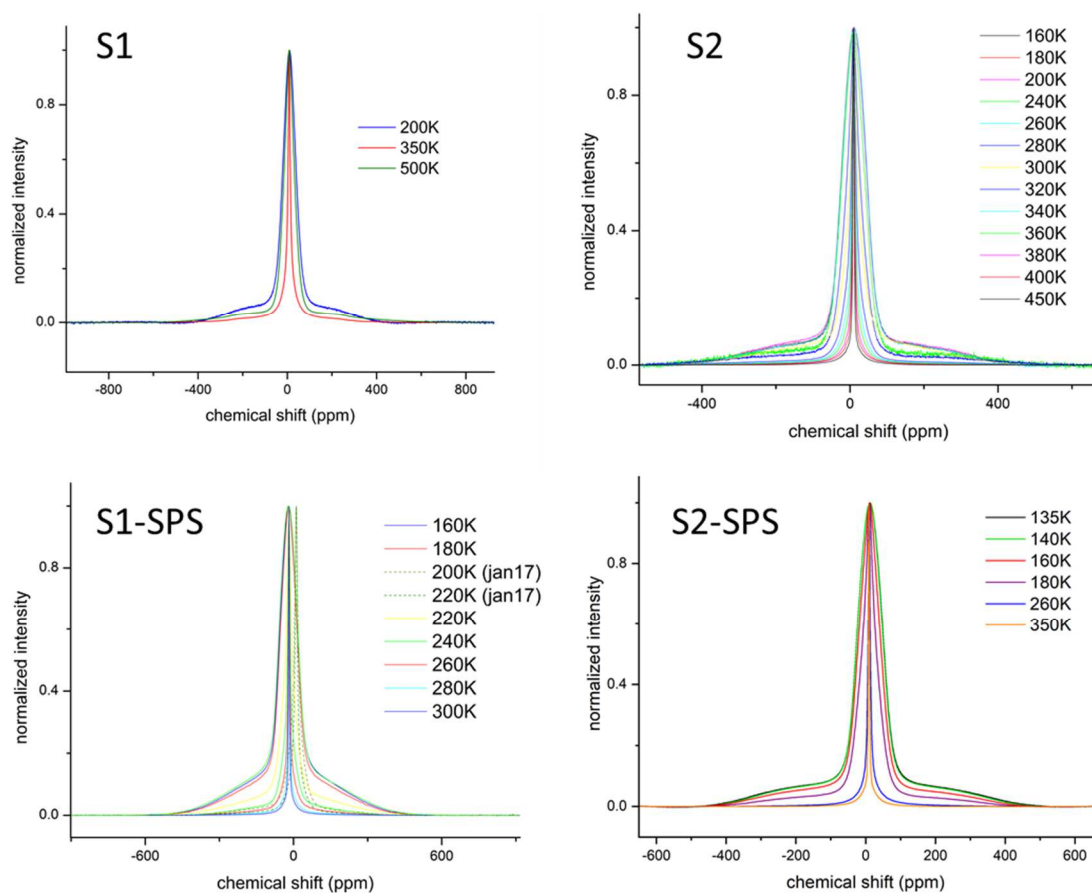 S1
0.8
0.4
0.0
normalized intensity
200K
350K
500K
-800
-400
0
400
800
chemical shift (ppm)
S2
0.8
0.4
0.0
normalized intensity
160K
180K
200K
240K
260K
280K
300K
320K
340K
360K
380K
400K
450K
-400
0
400
chemical shift (ppm)
S1-SPS
0.8
0.4
0.0
normalized intensity
160K
180K
200K (jan17)
220K (jan17)
220K
240K
260K
280K
300K
-600
0
600
chemical shift (ppm)
S2-SPS
0.8
0.4
0.0
normalized intensity
135K
140K
160K
180K
260K
350K
-600
-400
-200
0
200
400
600
chemical shift (ppm)